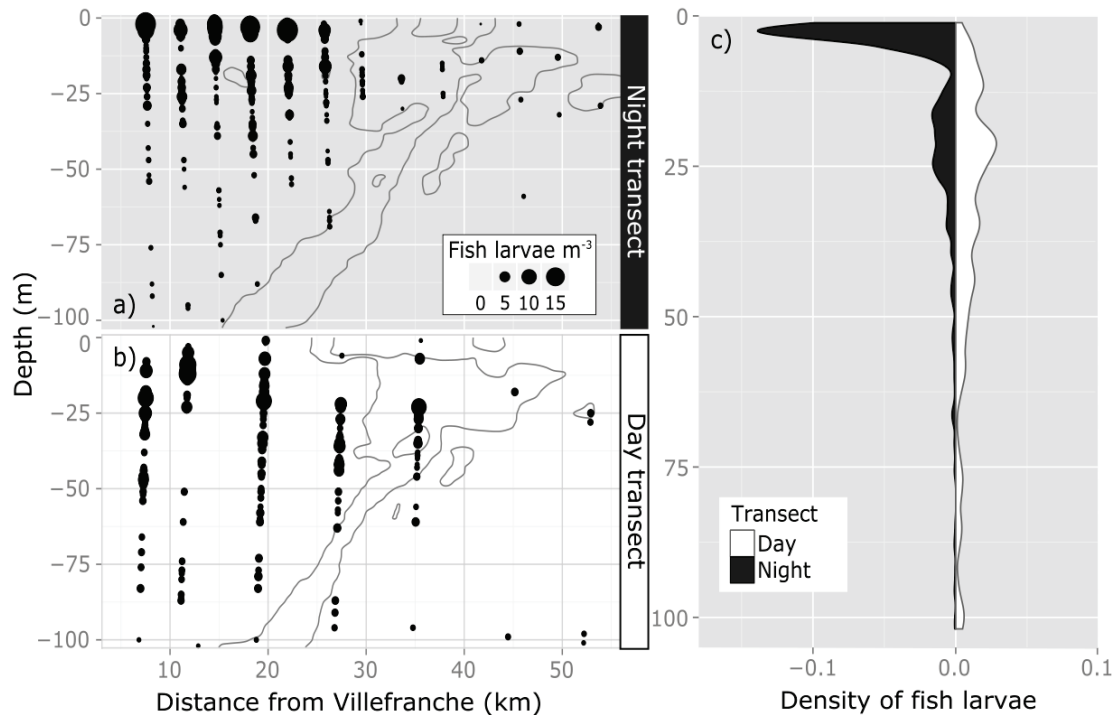 a)
0
−25
−50
−75
−100
Night transect
Fish larvae m⁻³
0 5 10 15
b)
0
−25
−50
−75
−100
Day transect
Depth (m)
10 20 30 40 50
Distance from Villefranche (km)
c)
0
25
50
75
100
Transect
Day
Night
−0.1 0.0 0.1
Density of fish larvae